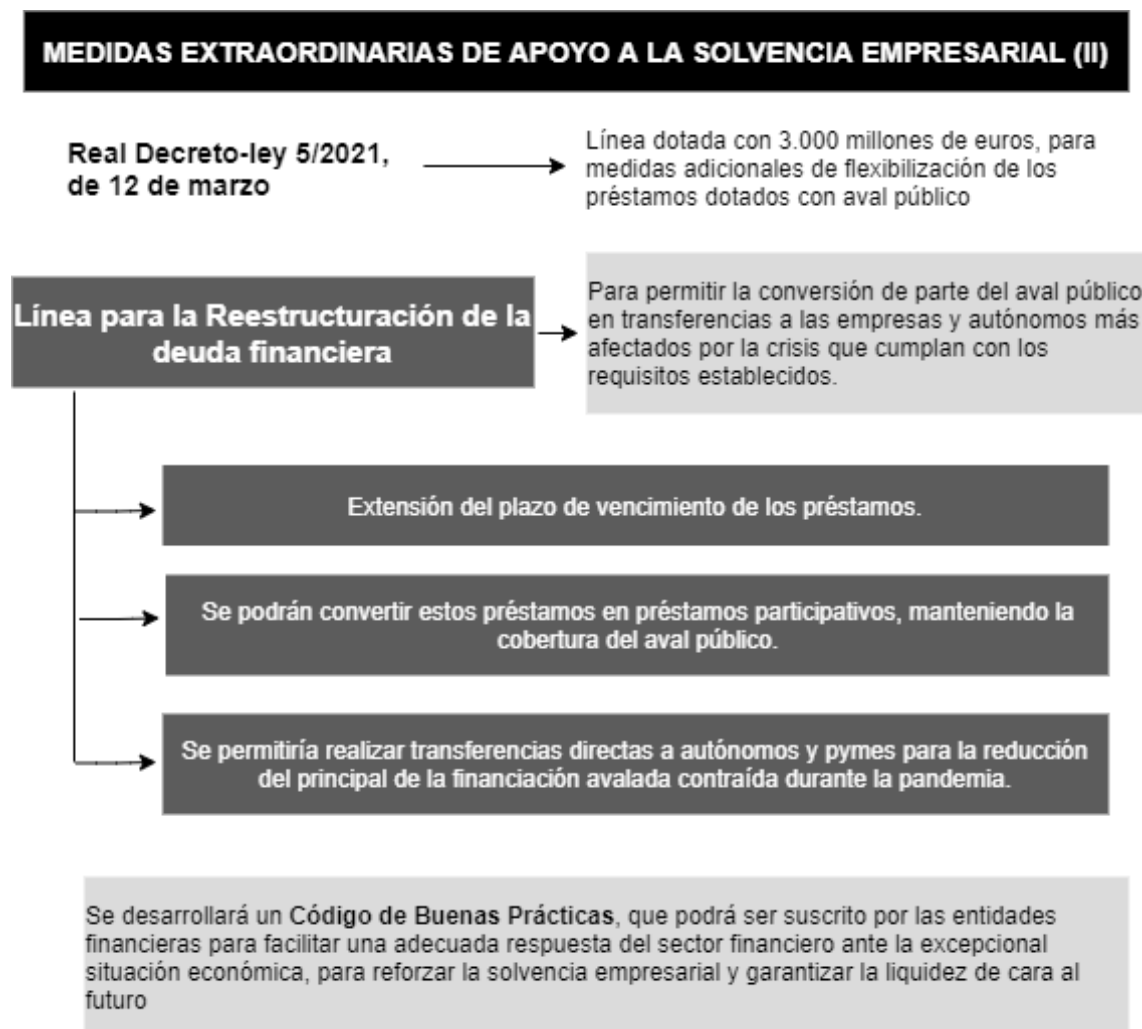 MEDIDAS EXTRAORDINARIAS DE APOYO A LA SOLVENCIA EMPRESARIAL (II)
Real Decreto-ley 5/2021,
de 12 de marzo
Línea dotada con 3.000 millones de euros, para
medidas adicionales de flexibilización de los
préstamos dotados con aval público
Línea para la Reestructuración de la
deuda financiera
Para permitir la conversión de parte del aval público
en transferencias a las empresas y autónomos más
afectados por la crisis que cumplan con los
requisitos establecidos.
Extensión del plazo de vencimiento de los préstamos.
Se podrán convertir estos préstamos en préstamos participativos, manteniendo la
cobertura del aval público.
Se permitiría realizar transferencias directas a autónomos y pymes para la reducción
del principal de la financiación avalada contraída durante la pandemia.
Se desarrollará un Código de Buenas Prácticas, que podrá ser suscrito por las entidades
financieras para facilitar una adecuada respuesta del sector financiero ante la excepcional
situación económica, para reforzar la solvencia empresarial y garantizar la liquidez de cara al
futuro